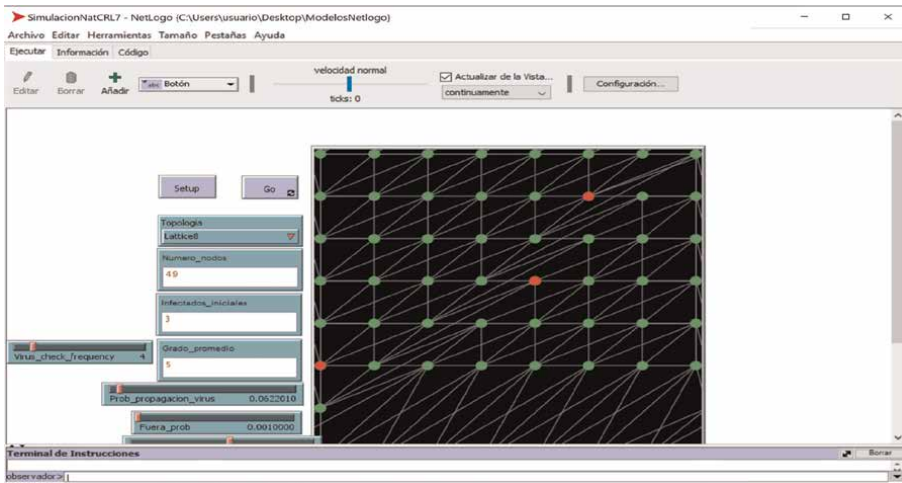 SimulacionNatCRL7 - NetLogo {C:\Users\usuario\Desktop\ModelosNetlogo}
Archivo Editar Herramientas Tamaño Pestañas Ayuda
Ejecutar Información Código
Editar Borrar Añadir
abc Botón
velocidad normal
ticks: 0
Actualizar de la Vista...
continuamente
Configuración...
Setup
Go
Topologia
Lattice8
Numero_nodos
49
Infectados_iniciales
3
Virus_check_frequency 4
Grado_promedio
5
Prob_propagacion_virus 0.0622010
Fuera_prob 0.0010000
Terminal de Instrucciones
Borrar
observador>